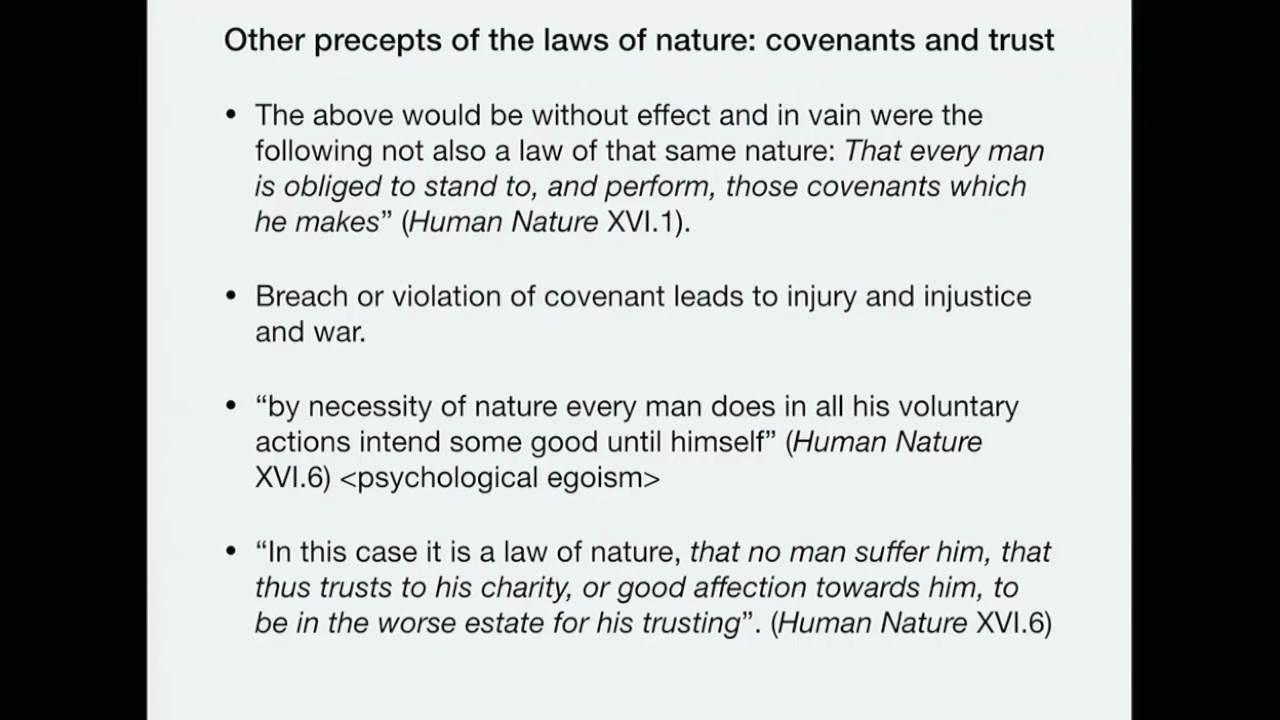 Other precepts of the laws of nature: covenants and trust
• The above would be without effect and in vain were the
following not also a law of that same nature: That every man
is obliged to stand to, and perform, those covenants which
he makes” (Human Nature XVI.1).
• Breach or violation of covenant leads to injury and injustice
and war.
• “by necessity of nature every man does in all his voluntary
actions intend some good until himself” (Human Nature
XVI.6) <psychological egoism>
• “In this case it is a law of nature, that no man suffer him, that
thus trusts to his charity, or good affection towards him, to
be in the worse estate for his trusting”. (Human Nature XVI.6)